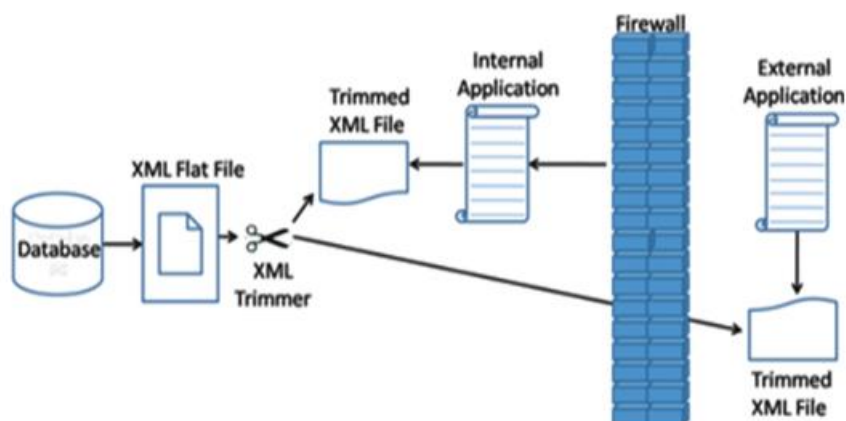 Firewall
Internal
Application
External
Application
Trimmed
XML File
XML Flat File
Database
XML
Trimmer
Trimmed
XML File